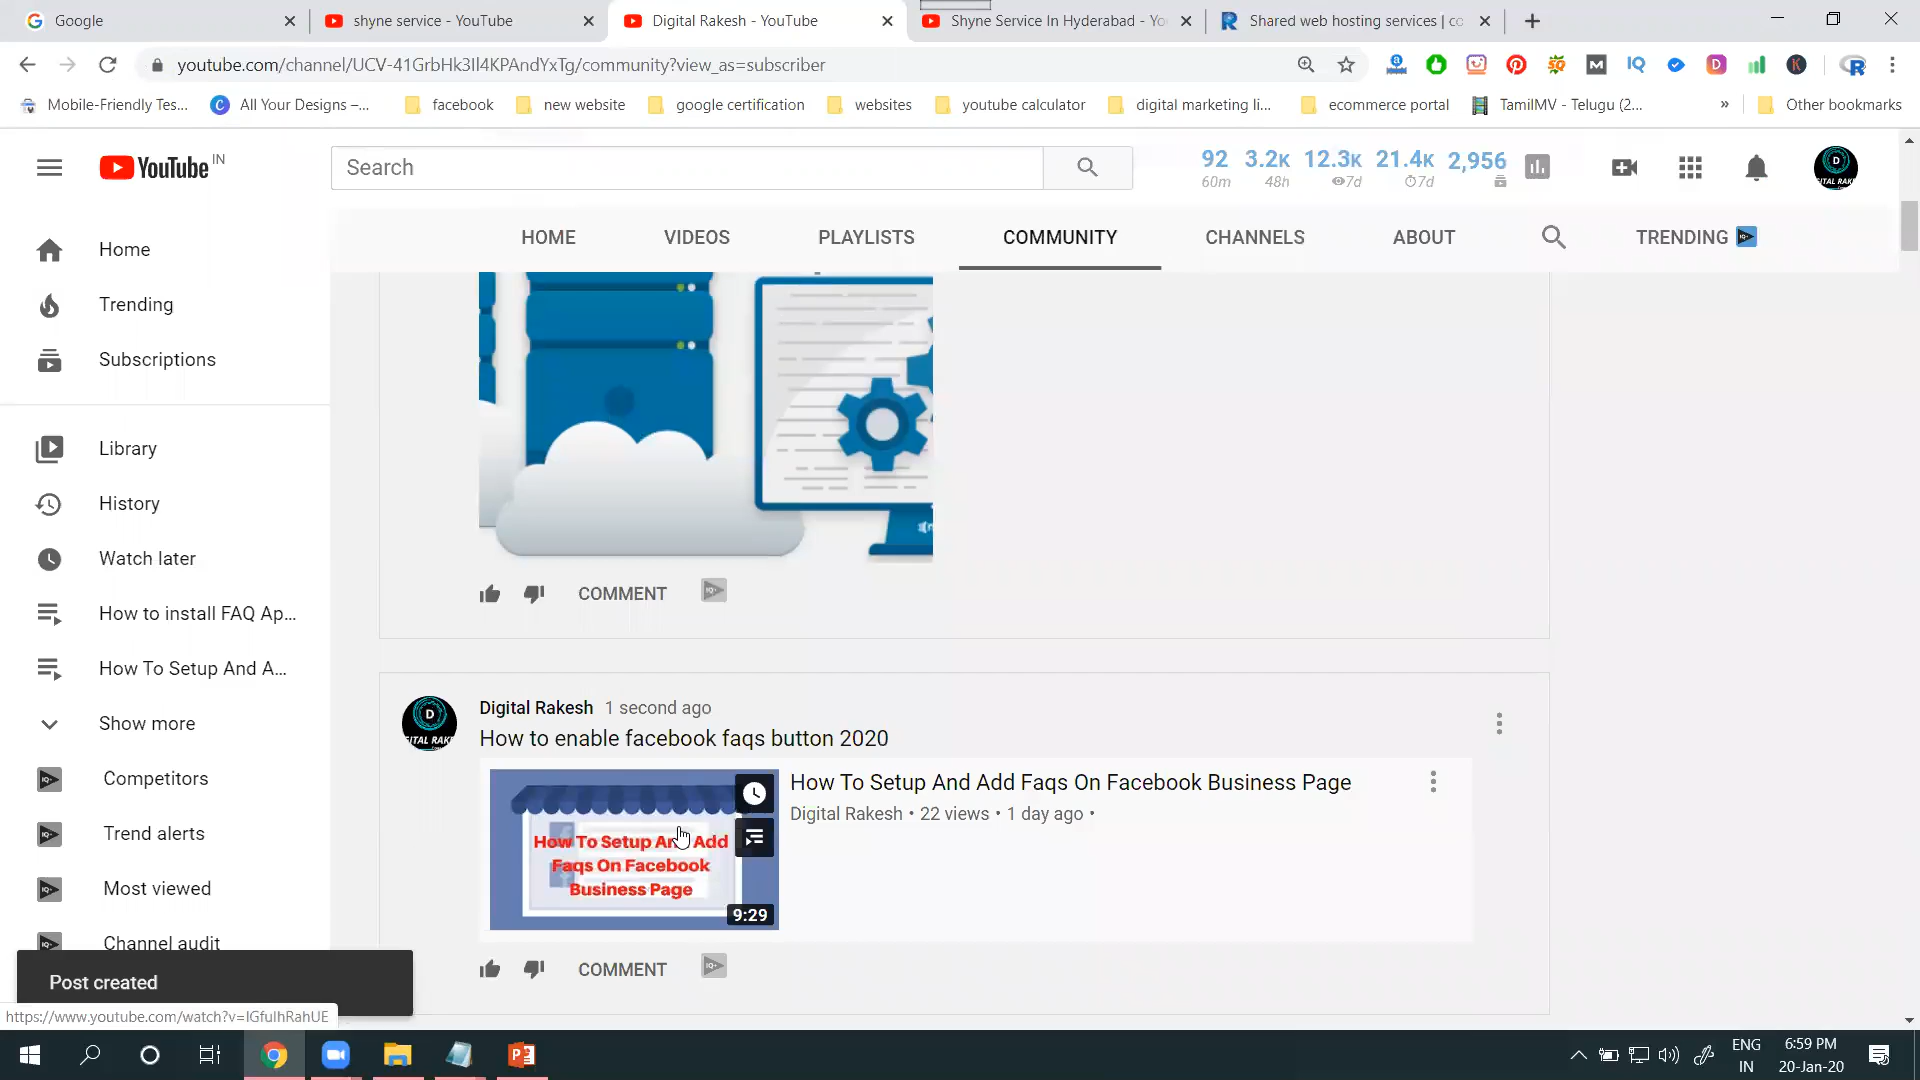 Google
shyne service - YouTube
Digital Rakesh - YouTube
Shyne Service In Hyderabad - Yo
Shared web hosting services | co
youtube.com/channel/UCV-41GrbHk3Il4KPAndYxTg/community?view_as=subscriber
Mobile-Friendly Tes...
All Your Designs –...
facebook
new website
google certification
websites
youtube calculator
digital marketing li...
ecommerce portal
TamilMV - Telugu (2...
»
Other bookmarks
YouTube IN
Search
92 3.2K 12.3K 21.4K 2,956
60m 48h 7d 7d
HOME VIDEOS PLAYLISTS COMMUNITY CHANNELS ABOUT TRENDING
Home
Trending
Subscriptions
Library
History
Watch later
How to install FAQ Ap...
How To Setup And A...
Show more
Competitors
Trend alerts
Most viewed
Channel audit
COMMENT
Digital Rakesh 1 second ago
How to enable facebook faqs button 2020
How To Setup And Add
Faqs On Facebook
Business Page
9:29
How To Setup And Add Faqs On Facebook Business Page
Digital Rakesh • 22 views • 1 day ago •
COMMENT
Post created
https://www.youtube.com/watch?v=IGfuIhRahUE
ENG
IN
6:59 PM
20-Jan-20